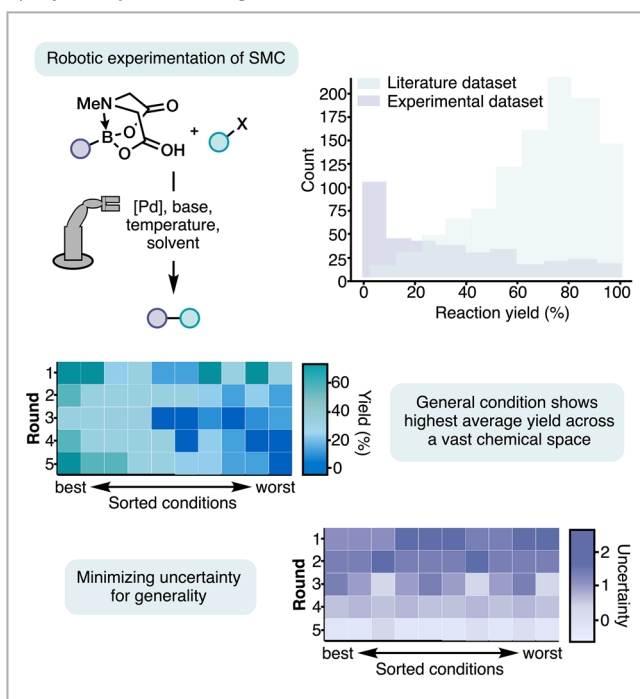 Robotic experimentation of SMC
MeN
O
B
O
O
OH
+
X
[Pd], base,
temperature,
solvent
Literature dataset
Experimental dataset
Count
200
175
150
125
100
75
50
25
0
0 20 40 60 80 100
Reaction yield (%)
Round
1
2
3
4
5
best worst
Sorted conditions
60
40
20
0
Yield (%)
General condition shows
highest average yield across
a vast chemical space
Minimizing uncertainty
for generality
Round
1
2
3
4
5
best worst
Sorted conditions
2
1
0
Uncertainty